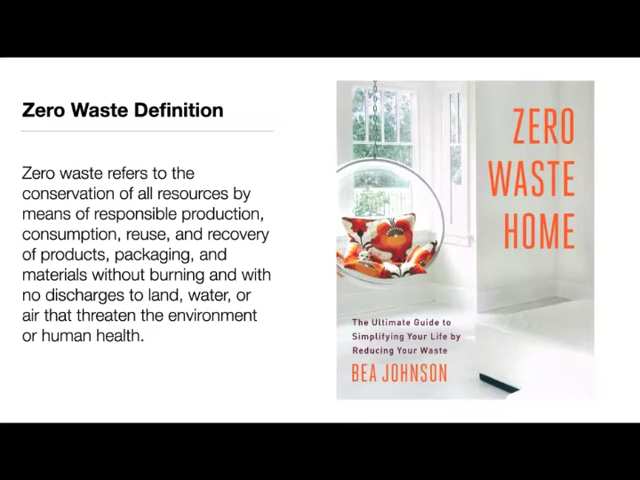 Zero Waste Definition
Zero waste refers to the
conservation of all resources by
means of responsible production,
consumption, reuse, and recovery
of products, packaging, and
materials without burning and with
no discharges to land, water, or
air that threaten the environment
or human health.
ZERO
WASTE
HOME
The Ultimate Guide to
Simplifying Your Life by
Reducing Your Waste
BEA JOHNSON